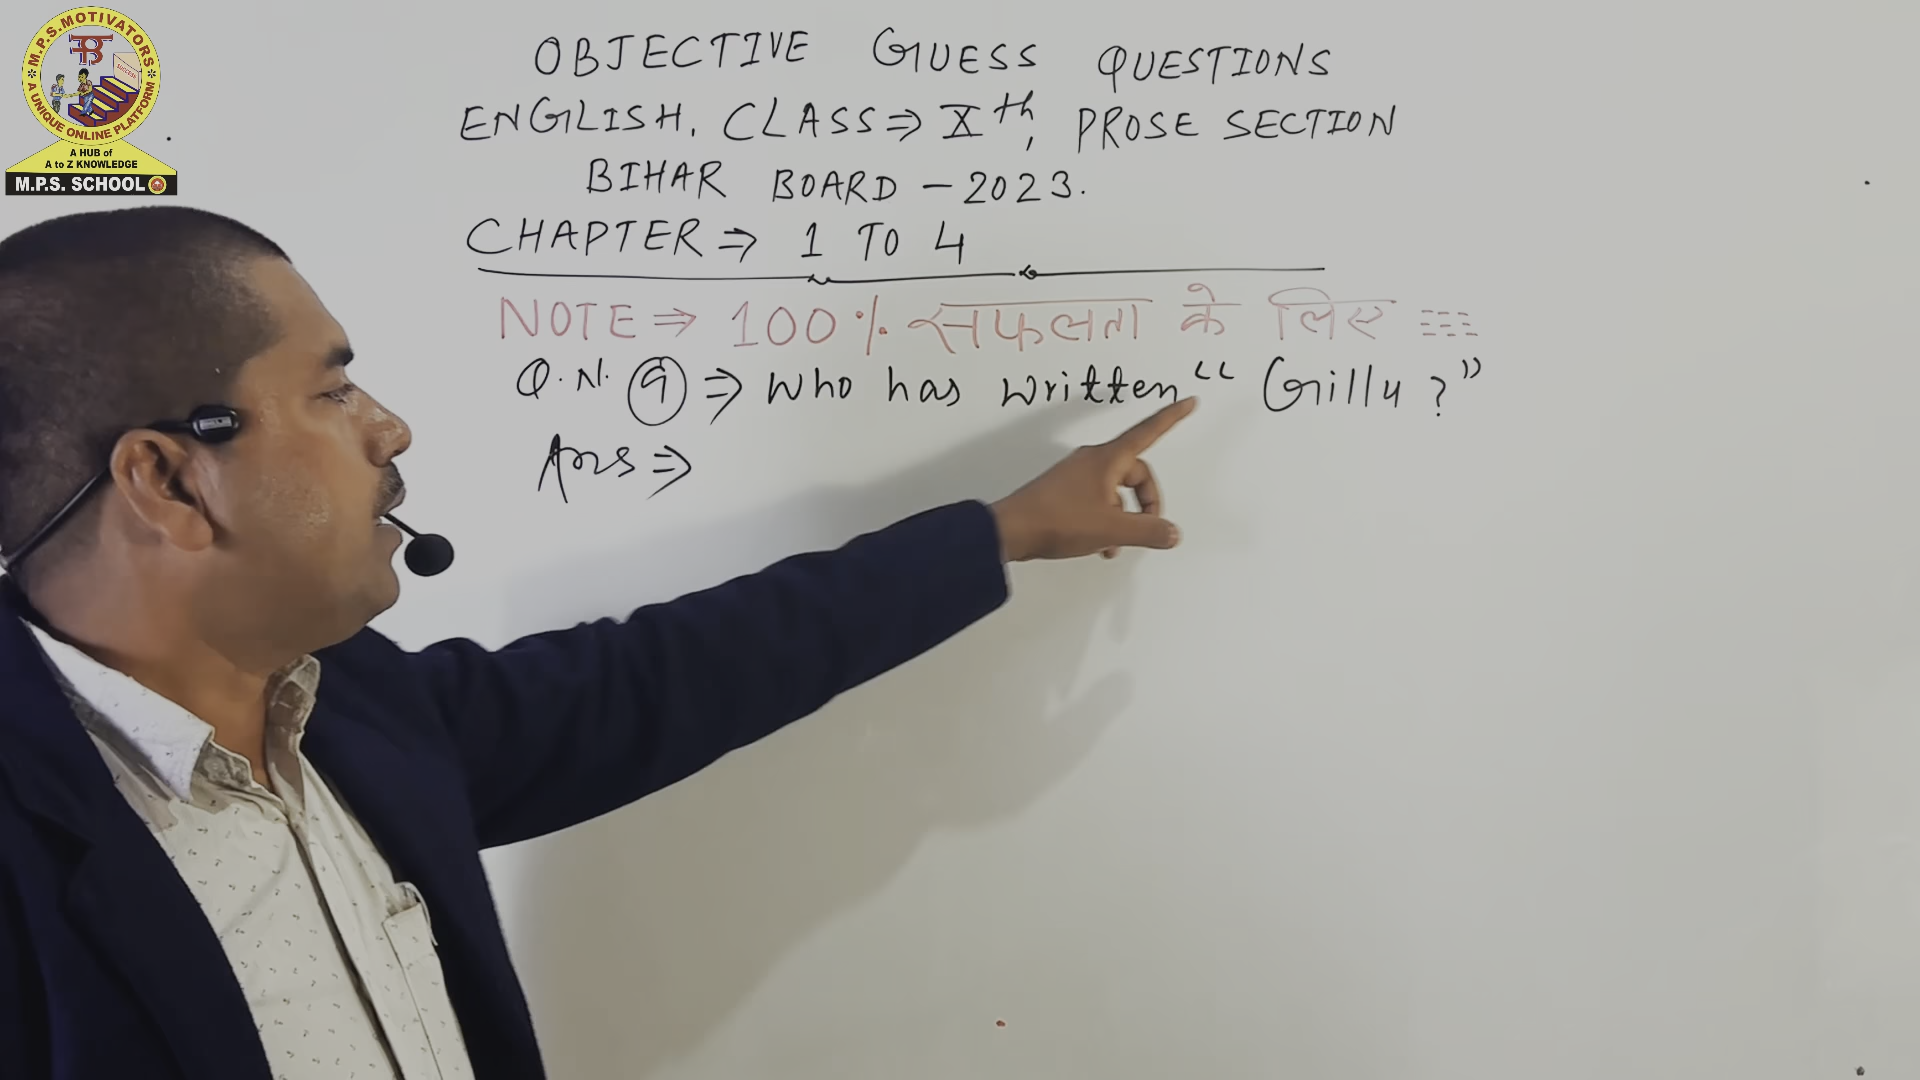 M.P.S.MOTIVATORS
SUCCESS
A UNIQUE ONLINE PLATFORM
A HUB of
A to Z KNOWLEDGE
M.P.S. SCHOOL
OBJECTIVE GUESS QUESTIONS
ENGLISH, CLASS⇒Xth, PROSE SECTION
BIHAR BOARD - 2023.
CHAPTER ⇒ 1 TO 4
NOTE ⇒ 100% सफलता के लिए
Q.N. 9 ⇒ Who has written “Gillu?”
Ans ⇒